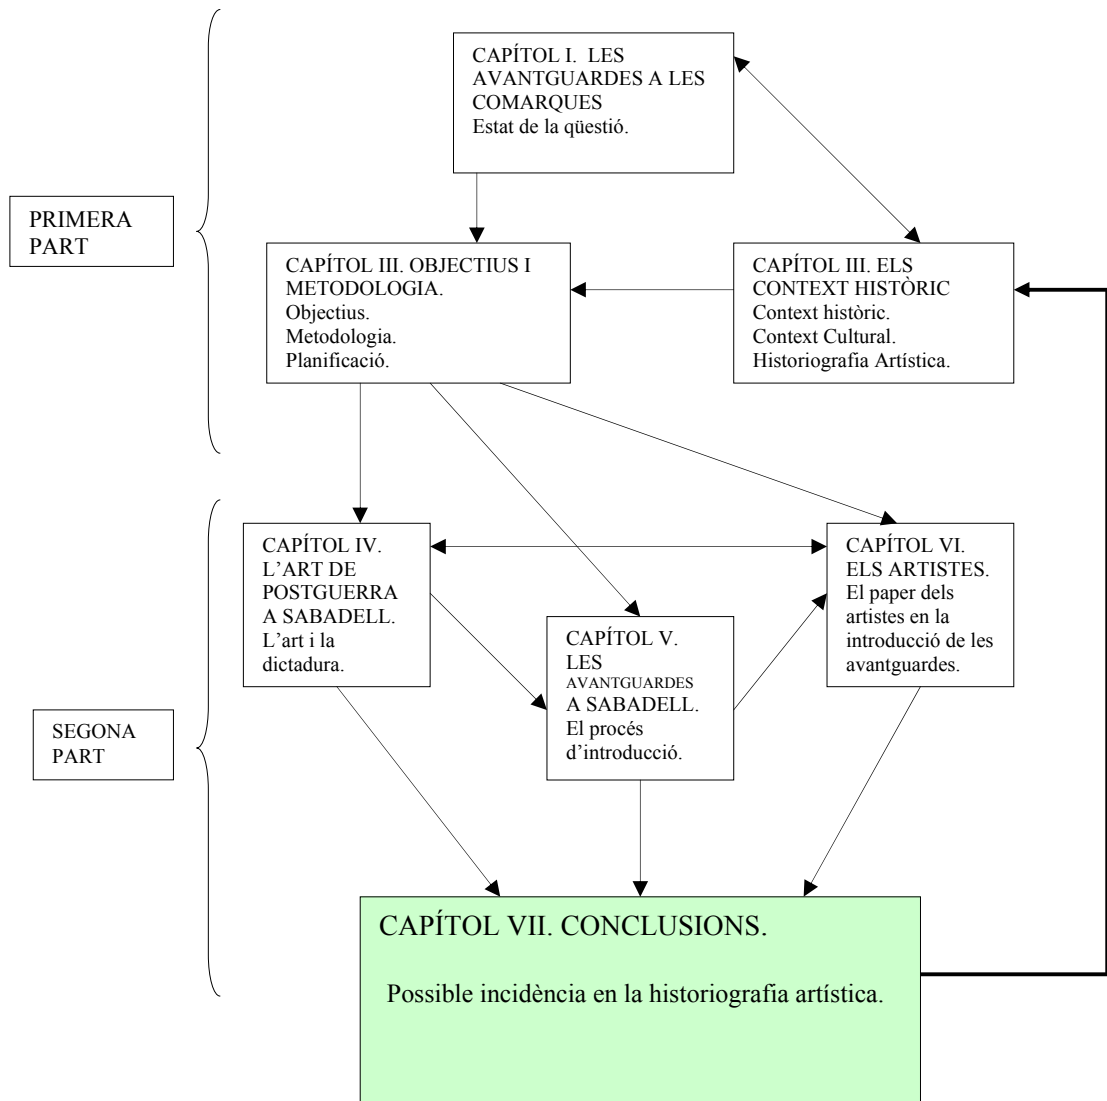 CAPÍTOL I.  LES
AVANTGUARDES A LES
COMARQUES
Estat de la qüestió.
PRIMERA
PART
CAPÍTOL III. OBJECTIUS I
METODOLOGIA.
Objectius.
Metodologia.
Planificació.
CAPÍTOL III. ELS
CONTEXT HISTÒRIC
Context històric.
Context Cultural.
Historiografia Artística.
CAPÍTOL IV.
L’ART DE
POSTGUERRA
A SABADELL.
L’art i la
dictadura.
CAPÍTOL V.
LES
AVANTGUARDES
A SABADELL.
El procés
d’introducció.
CAPÍTOL VI.
ELS ARTISTES.
El paper dels
artistes en la
introducció de les
avantguardes.
SEGONA
PART
CAPÍTOL VII. CONCLUSIONS.
Possible incidència en la historiografia artística.